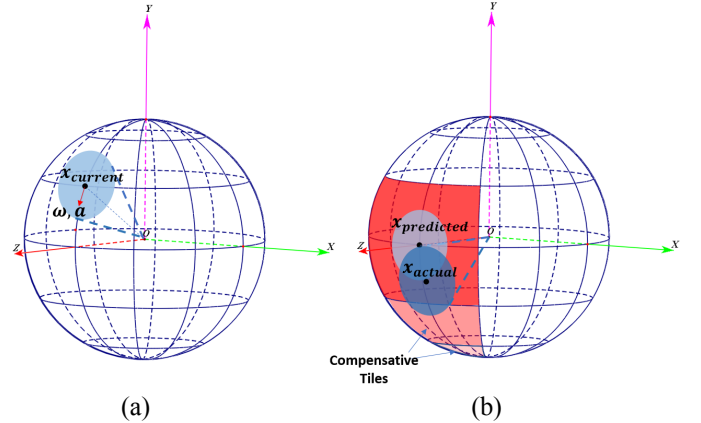 Y
x_current
ω, a
Z
O
X
(a)
Y
x_predicted
x_actual
Z
O
X
Compensative
Tiles
(b)